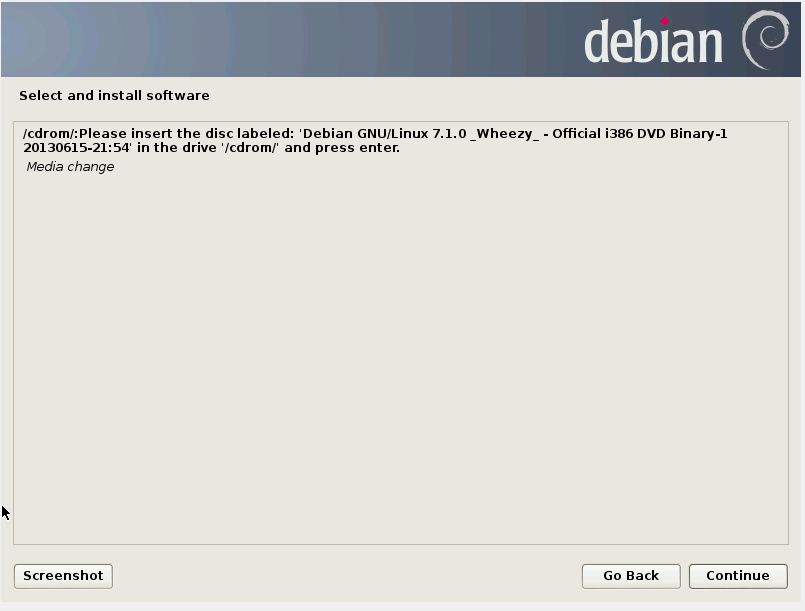 debian
Select and install software
/cdrom/:Please insert the disc labeled: 'Debian GNU/Linux 7.1.0 _Wheezy_ - Official i386 DVD Binary-1
20130615-21:54' in the drive '/cdrom/' and press enter.
Media change
Screenshot
Go Back
Continue